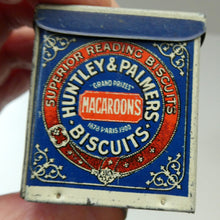 SUPERIOR READING BISCUITS
HUNTLEY & PALMERS
"GRAND PRIZES"
MACAROONS
1878 PARIS 1900
BISCUITS